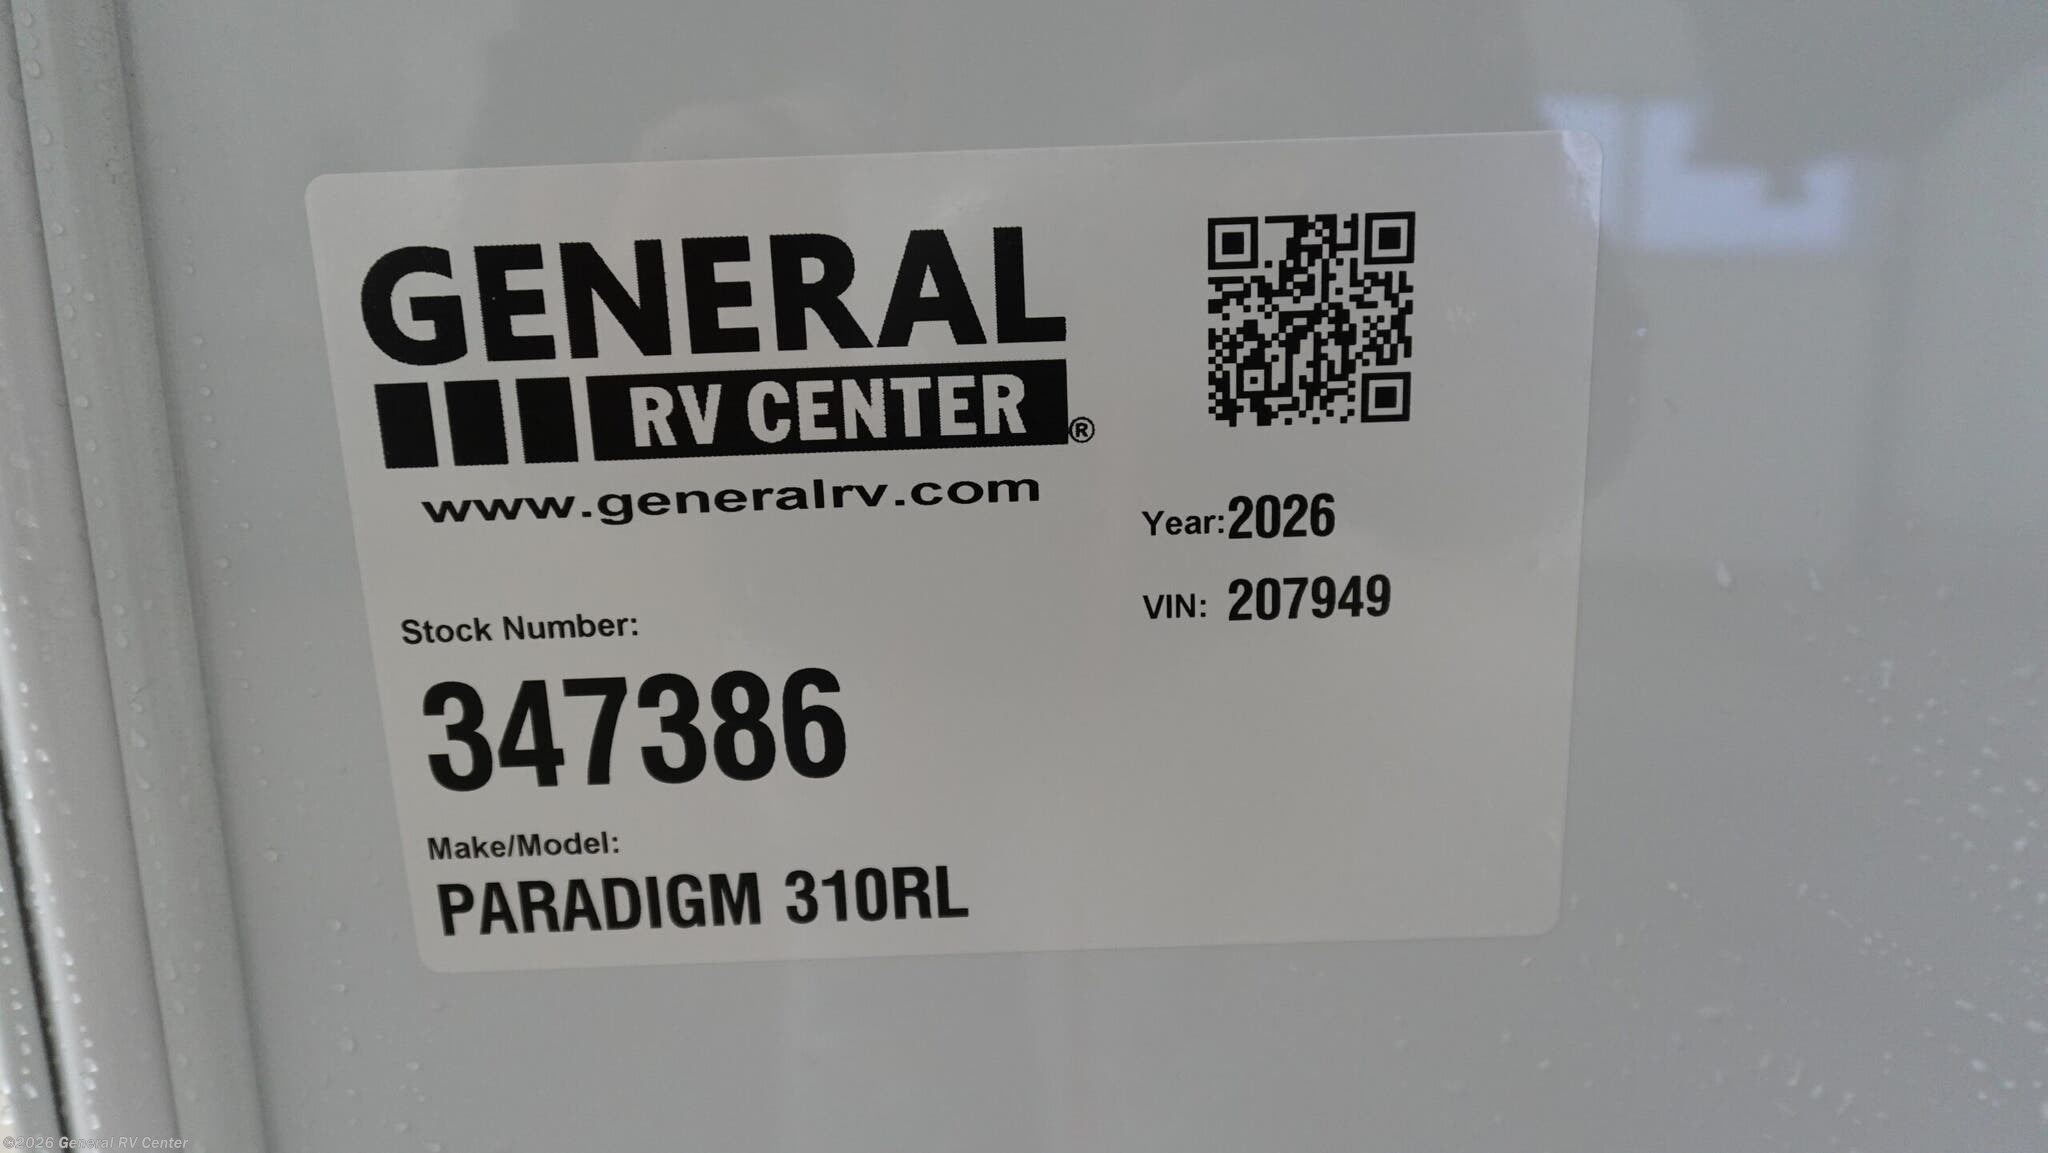 GENERAL
RV CENTER®
www.generalrv.com
Year:2026
VIN: 207949
Stock Number:
347386
Make/Model:
PARADIGM 310RL
©2026 General RV Center